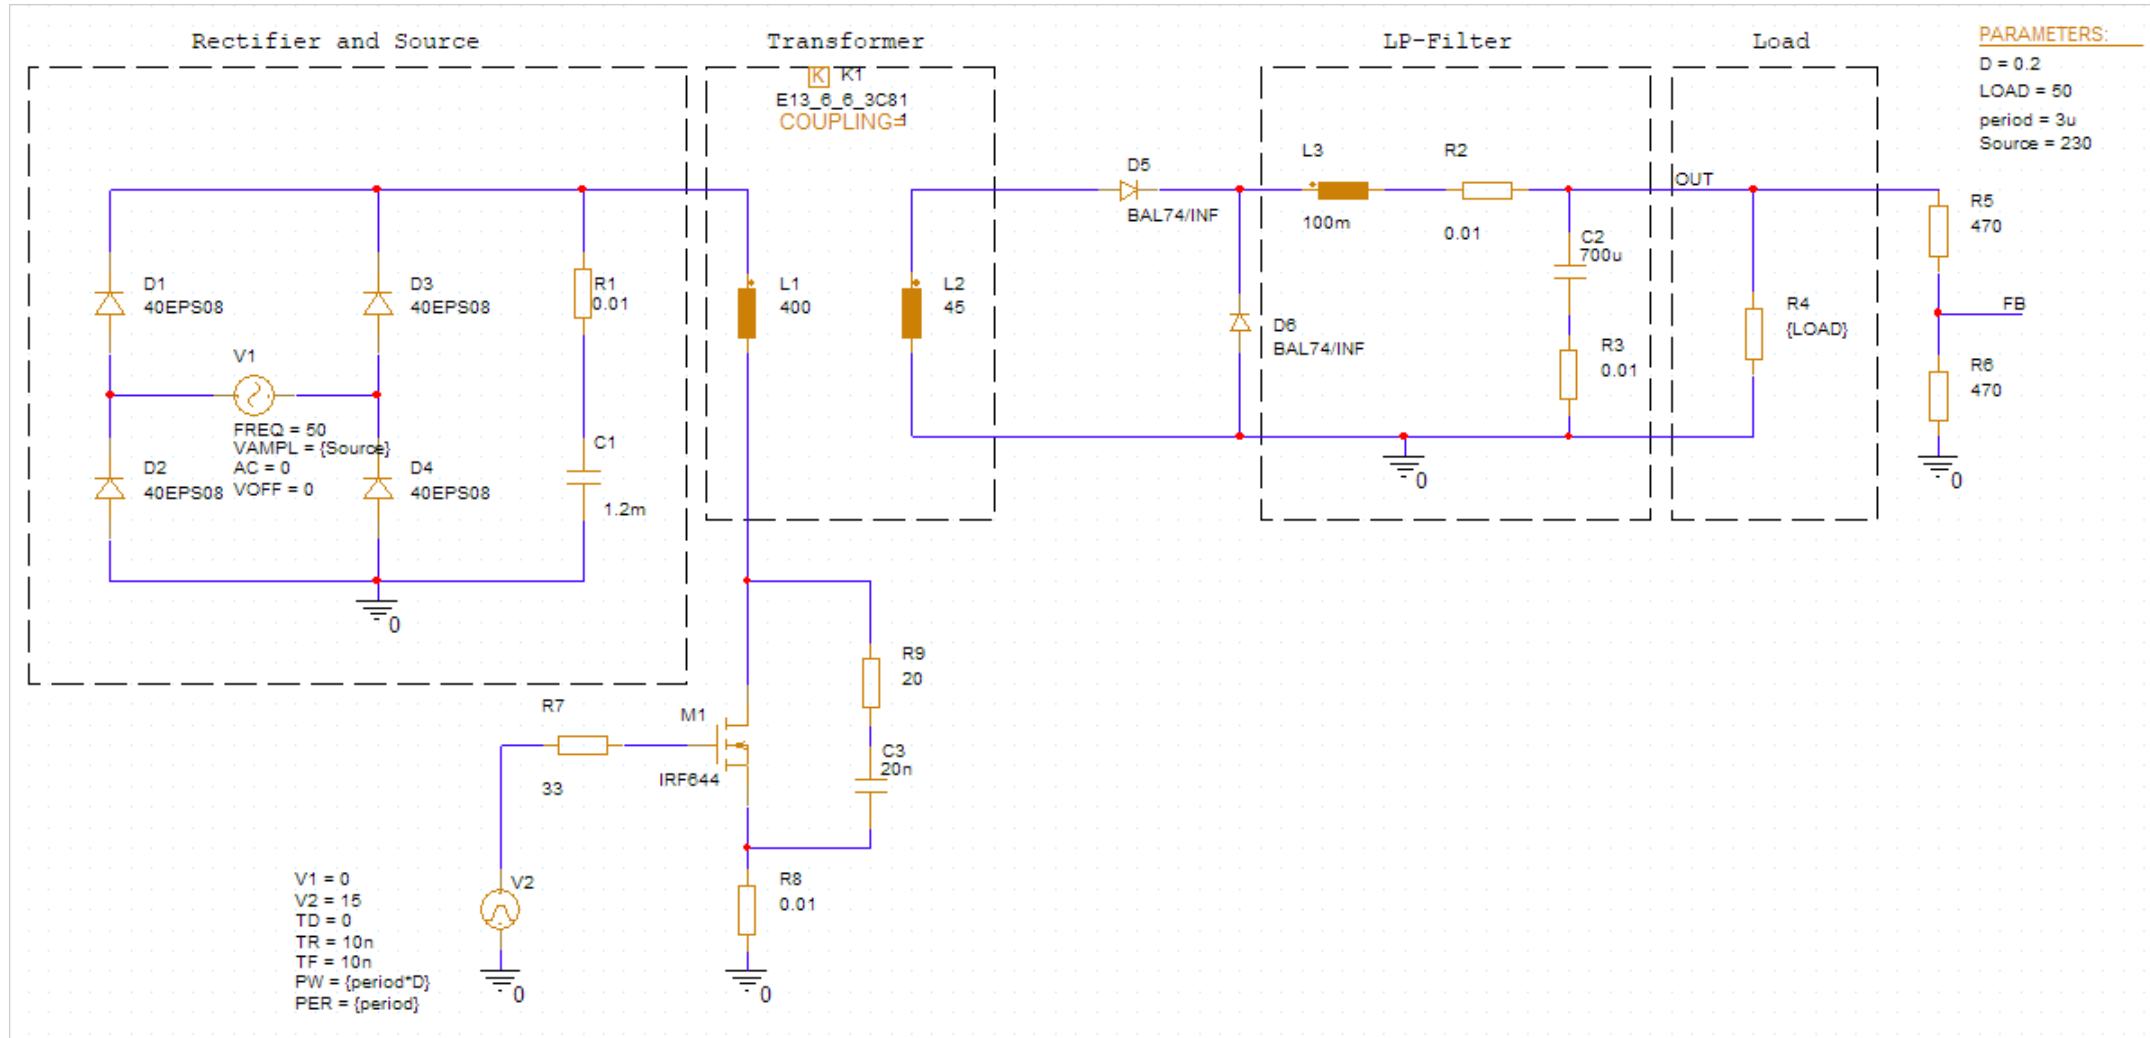 Rectifier and Source
Transformer
LP-Filter
Load
PARAMETERS:
D = 0.2
LOAD = 50
period = 3u
Source = 230
K K1
E13_6_6_3C81
COUPLING=1
D1
40EPS08
D3
40EPS08
R1
0.01
V1
FREQ = 50
VAMPL = {Source}
AC = 0
VOFF = 0
D2
40EPS08
D4
40EPS08
C1
1.2m
0
L1
400
L2
45
D5
BAL74/INF
D6
BAL74/INF
L3
100m
R2
0.01
C2
700u
R3
0.01
0
OUT
R4
{LOAD}
R5
470
FB
R6
470
0
R9
20
C3
20n
R7
33
M1
IRF644
R8
0.01
0
V2
0
V1 = 0
V2 = 15
TD = 0
TR = 10n
TF = 10n
PW = {period*D}
PER = {period}